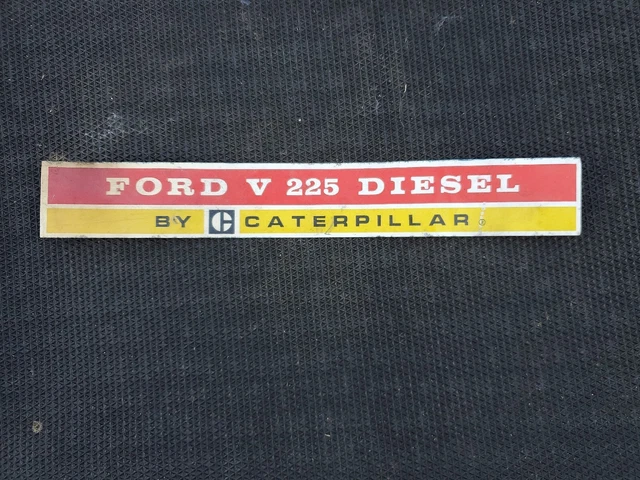 FORD V 225 DIESEL
BY C CATERPILLAR ®